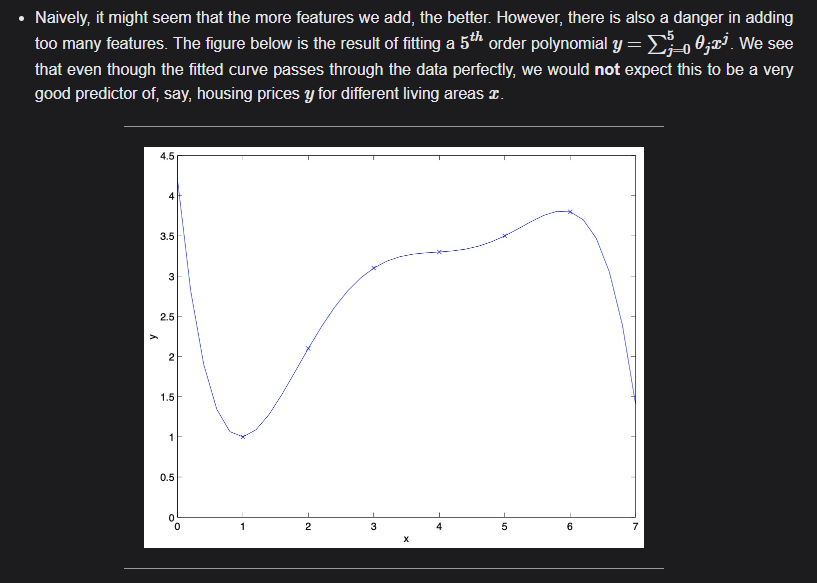 • Naively, it might seem that the more features we add, the better. However, there is also a danger in adding
too many features. The figure below is the result of fitting a 5th order polynomial y = ∑⁵ⱼ₌₀ θⱼxʲ. We see
that even though the fitted curve passes through the data perfectly, we would not expect this to be a very
good predictor of, say, housing prices y for different living areas x.
4.5
4
3.5
3
2.5
y
2
1.5
1
0.5
0
0 1 2 3 4 5 6 7
x